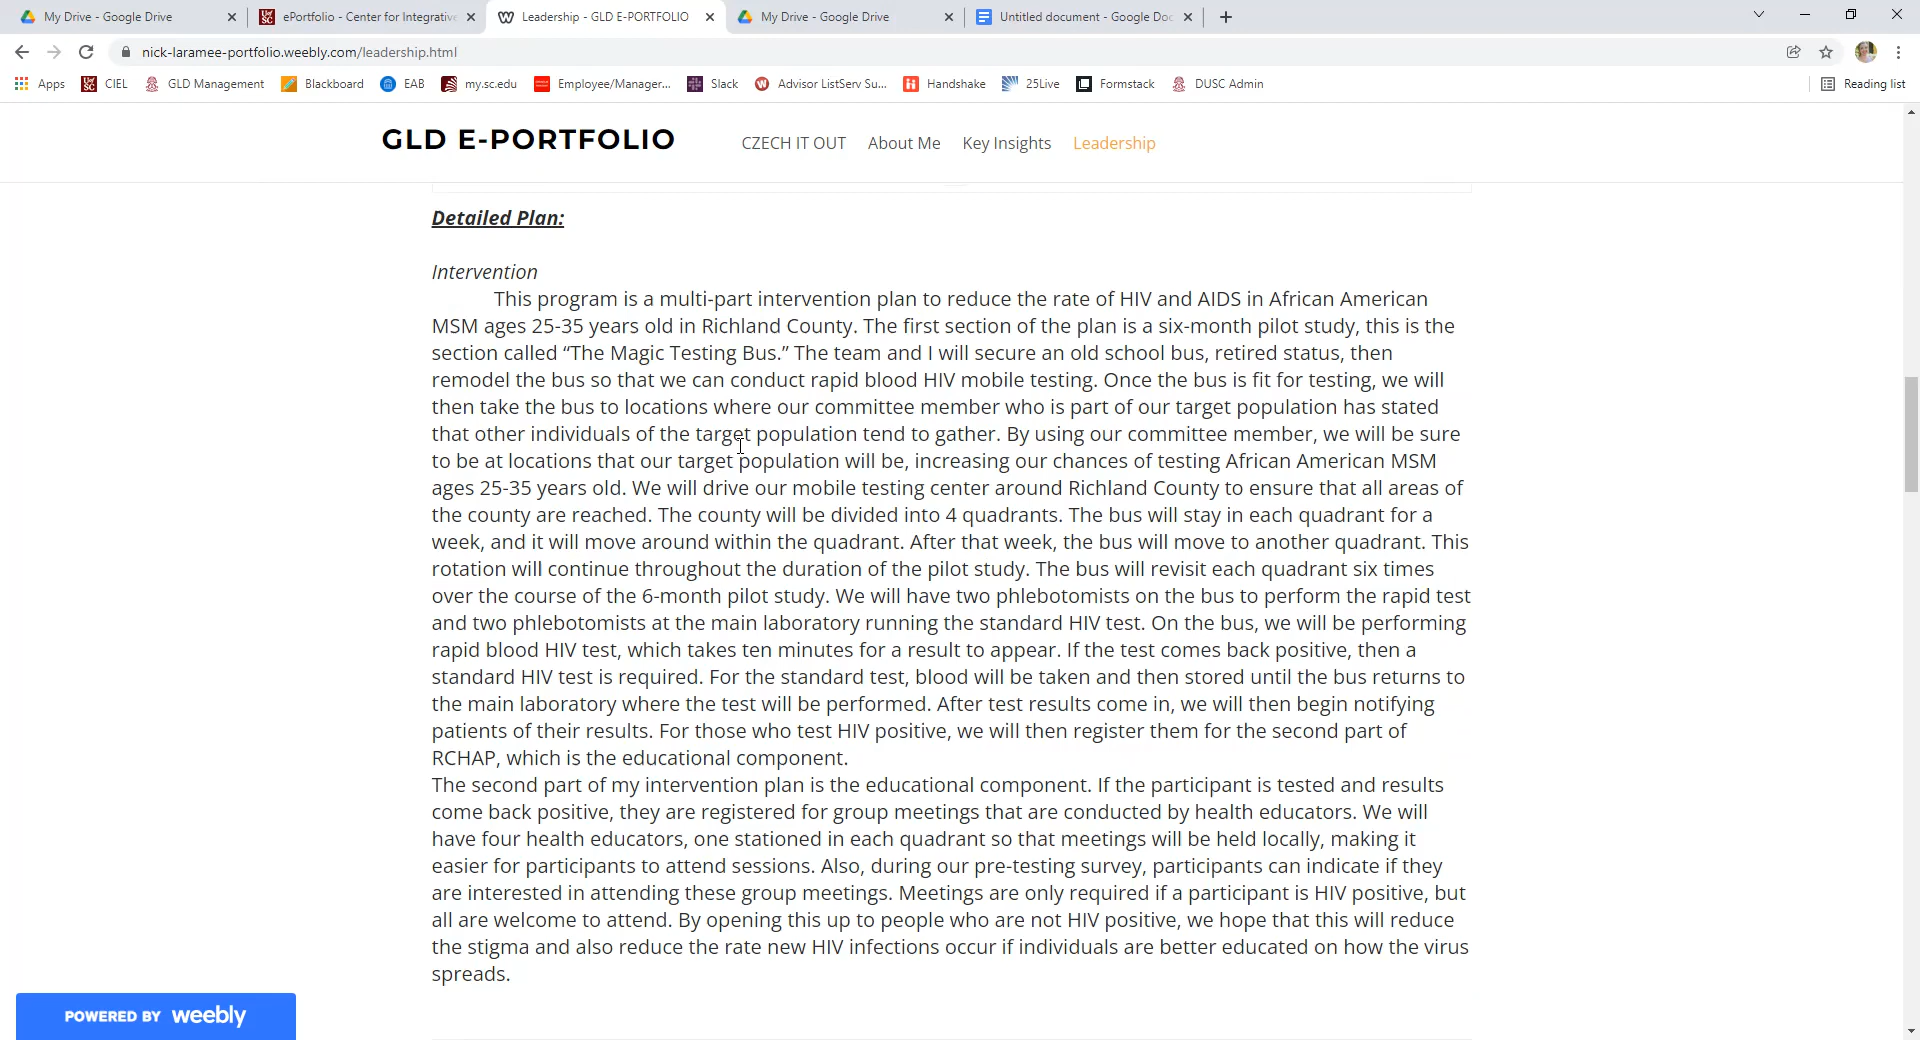 My Drive - Google Drive
ePortfolio - Center for Integrative
Leadership - GLD E-PORTFOLIO
My Drive - Google Drive
Untitled document - Google Doc
nick-laramee-portfolio.weebly.com/leadership.html
Apps
CIEL
GLD Management
Blackboard
EAB
my.sc.edu
Employee/Manager...
Slack
Advisor ListServ Su...
Handshake
25Live
Formstack
DUSC Admin
Reading list
GLD E-PORTFOLIO
CZECH IT OUT
About Me
Key Insights
Leadership
Detailed Plan:
Intervention
This program is a multi-part intervention plan to reduce the rate of HIV and AIDS in African American
MSM ages 25-35 years old in Richland County. The first section of the plan is a six-month pilot study, this is the
section called “The Magic Testing Bus.” The team and I will secure an old school bus, retired status, then
remodel the bus so that we can conduct rapid blood HIV mobile testing. Once the bus is fit for testing, we will
then take the bus to locations where our committee member who is part of our target population has stated
that other individuals of the target population tend to gather. By using our committee member, we will be sure
to be at locations that our target population will be, increasing our chances of testing African American MSM
ages 25-35 years old. We will drive our mobile testing center around Richland County to ensure that all areas of
the county are reached. The county will be divided into 4 quadrants. The bus will stay in each quadrant for a
week, and it will move around within the quadrant. After that week, the bus will move to another quadrant. This
rotation will continue throughout the duration of the pilot study. The bus will revisit each quadrant six times
over the course of the 6-month pilot study. We will have two phlebotomists on the bus to perform the rapid test
and two phlebotomists at the main laboratory running the standard HIV test. On the bus, we will be performing
rapid blood HIV test, which takes ten minutes for a result to appear. If the test comes back positive, then a
standard HIV test is required. For the standard test, blood will be taken and then stored until the bus returns to
the main laboratory where the test will be performed. After test results come in, we will then begin notifying
patients of their results. For those who test HIV positive, we will then register them for the second part of
RCHAP, which is the educational component.
The second part of my intervention plan is the educational component. If the participant is tested and results
come back positive, they are registered for group meetings that are conducted by health educators. We will
have four health educators, one stationed in each quadrant so that meetings will be held locally, making it
easier for participants to attend sessions. Also, during our pre-testing survey, participants can indicate if they
are interested in attending these group meetings. Meetings are only required if a participant is HIV positive, but
all are welcome to attend. By opening this up to people who are not HIV positive, we hope that this will reduce
the stigma and also reduce the rate new HIV infections occur if individuals are better educated on how the virus
spreads.
POWERED BY weebly